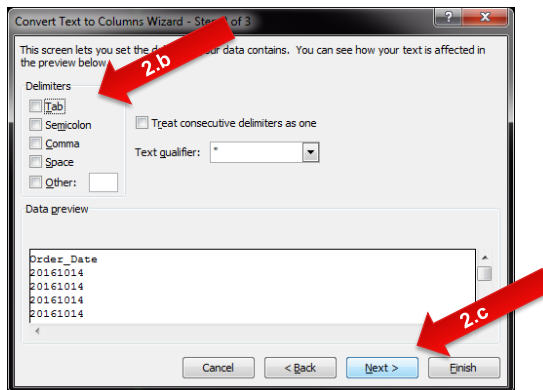 Convert Text to Columns Wizard - Step of 3
?
X
This screen lets you set the de ur data contains. You can see how your text is affected in
the preview below.
2.b
Delimiters
Tab
Semicolon
Comma
Space
Other:
Treat consecutive delimiters as one
Text qualifier: "
Data preview
Order_Date
20161014
20161014
20161014
20161014
2.c
Cancel < Back Next > Finish